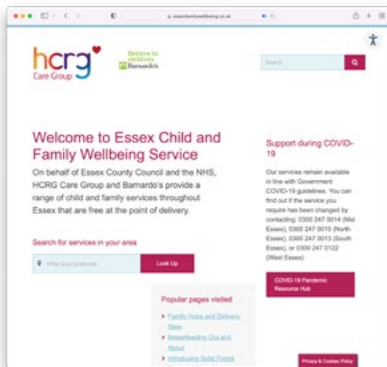 essexfamilywellbeing.co.uk
hcrg
Care Group
Believe in
children
Barnardo's
Search
Welcome to Essex Child and
Family Wellbeing Service
On behalf of Essex County Council and the NHS,
HCRG Care Group and Barnardo's provide a
range of child and family services throughout
Essex that are free at the point of delivery.
Search for services in your area
Enter your postcode
Look Up
Support during COVID-
19
Our services remain available
in line with Government
COVID-19 guidelines. You can
find out if the service you
require has been changed by
contacting: 0300 247 0014 (Mid
Essex), 0300 247 0015 (North
Essex), 0300 247 0013 (South
Essex), or 0300 247 0122
(West Essex)
COVID-19 Pandemic
Resource Hub
Popular pages visited
Family Hubs and Delivery
Sites
Breastfeeding Out and
About
Introducing Solid Foods
Privacy & Cookies Policy